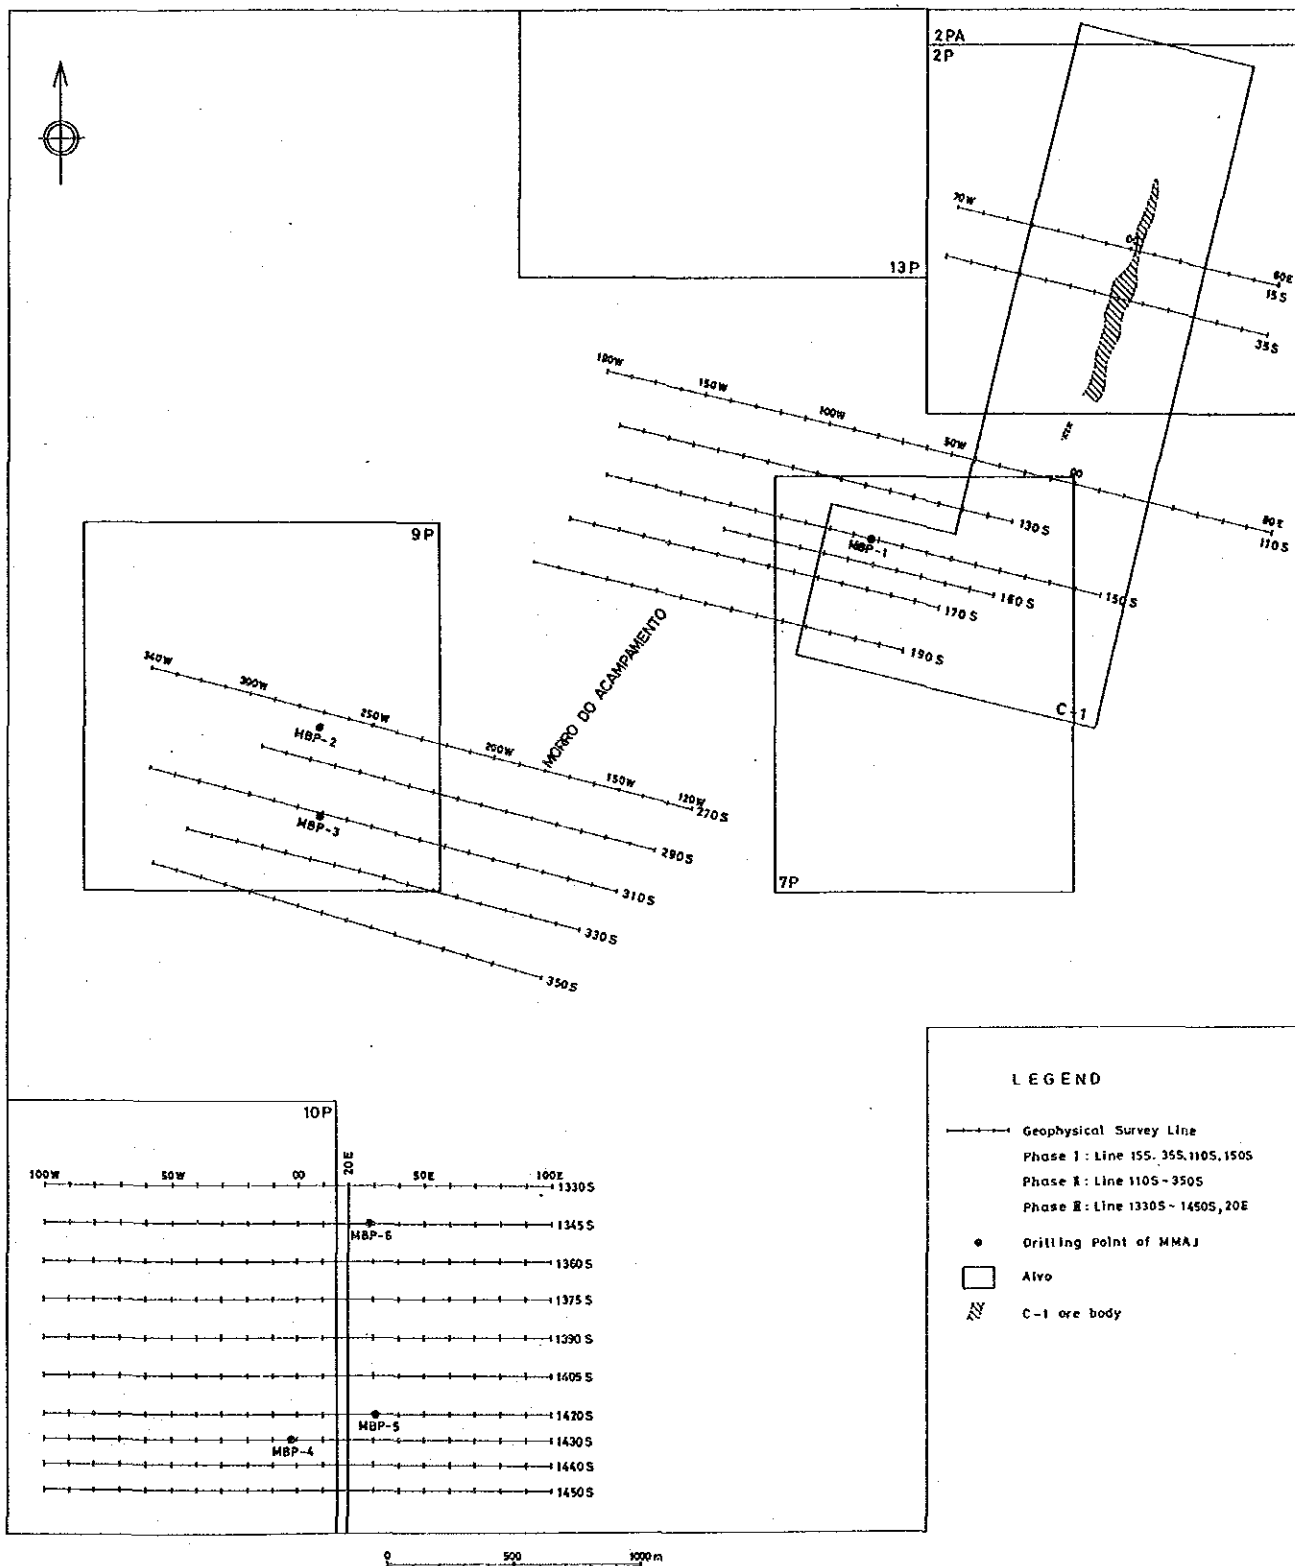 2PA
2P
13P
70W
00
60E
15S
35S
180W
150W
100W
50W
00
80E
110S
130S
MBP-1
150S
160S
170S
190S
C-1
7P
9P
MORRO DO ACAMPAMENTO
340W
300W
250W
200W
150W
120W
270S
MBP-2
290S
MBP-3
310S
330S
350S
10P
100W
50W
00
20E
50E
100E
1330S
1345S
MBP-6
1360S
1375S
1390S
1405S
1420S
MBP-5
1430S
MBP-4
1440S
1450S
LEGEND
Geophysical Survey Line
Phase I : Line 15S. 35S, 110S, 150S
Phase II : Line 110S ~ 350S
Phase III : Line 1330S ~ 1450S, 20E
Drilling Point of MMAJ
Alvo
C-1 ore body
0 500 1000m